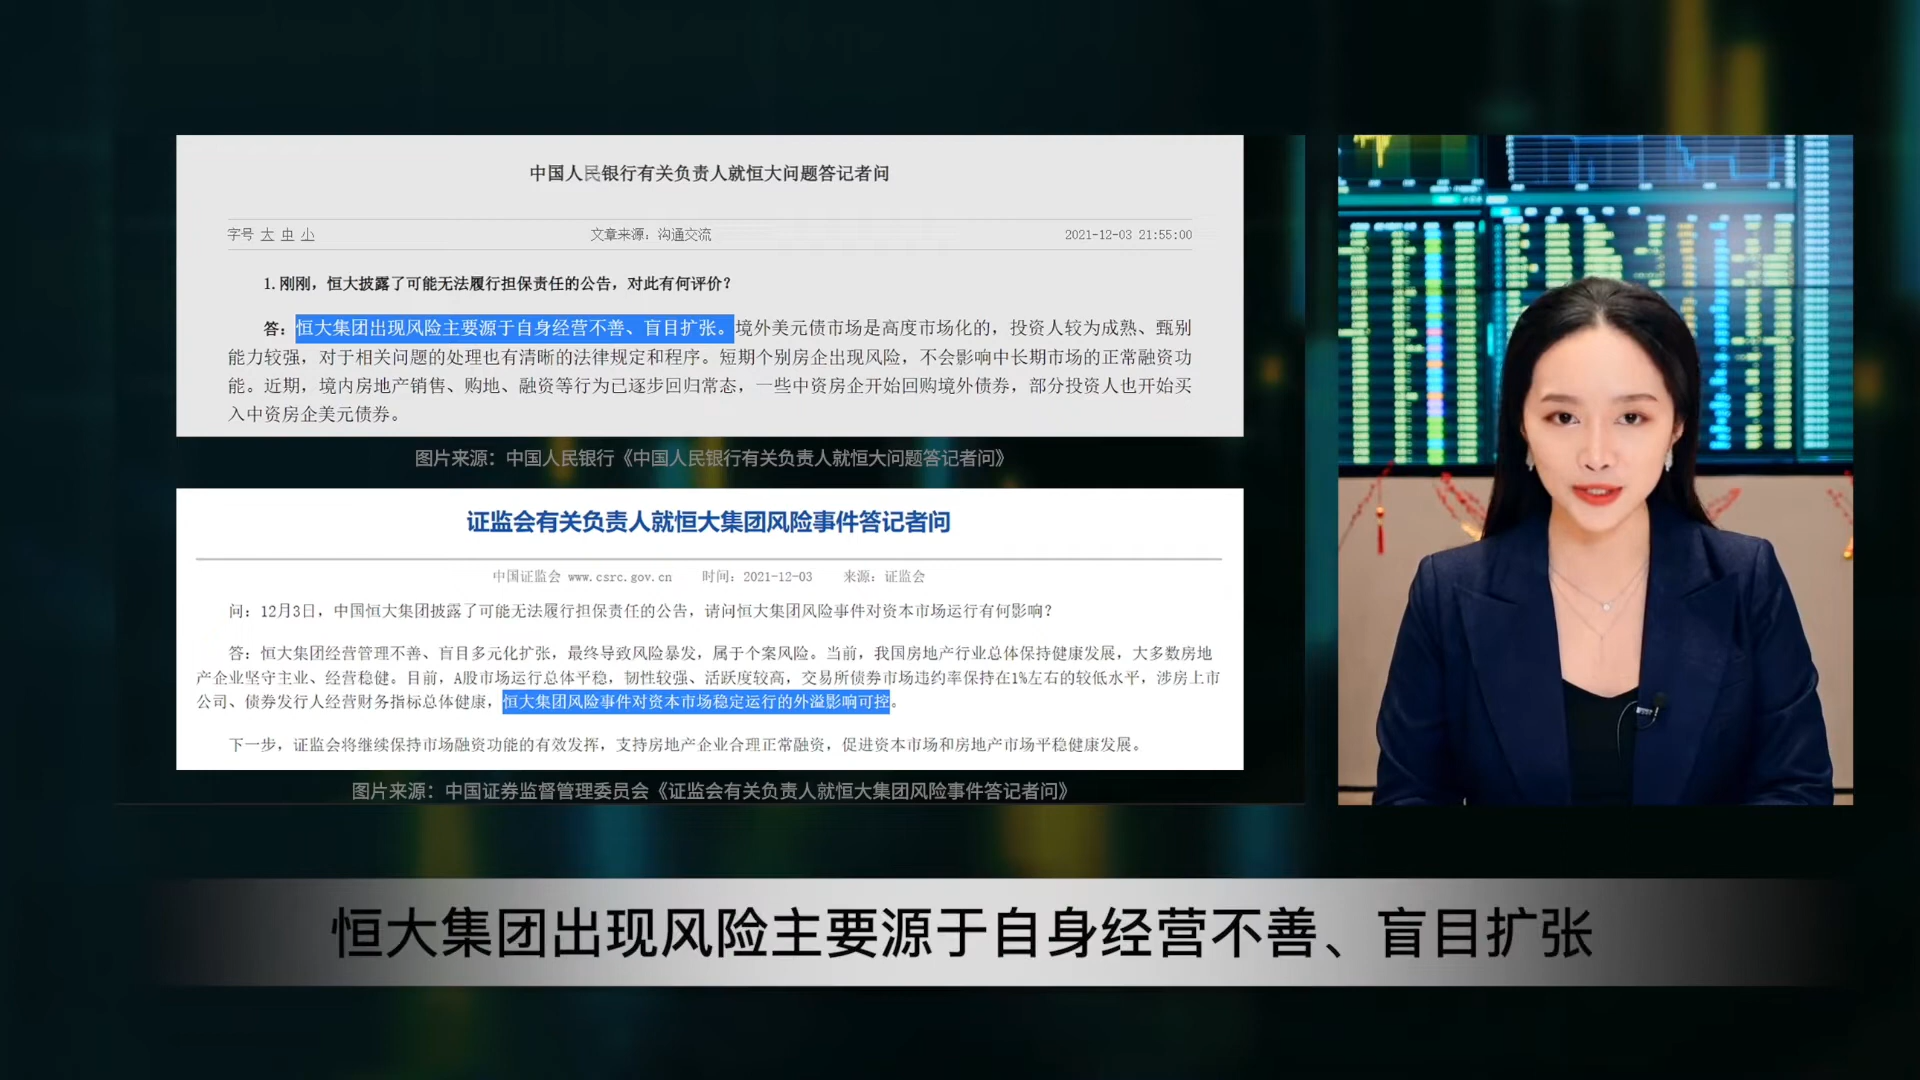 中国人民银行有关负责人就恒大问题答记者问
字号 大 中 小 文章来源：沟通交流 2021-12-03 21:55:00
1. 刚刚，恒大披露了可能无法履行担保责任的公告，对此有何评价？
答：恒大集团出现风险主要源于自身经营不善、盲目扩张。境外美元债市场是高度市场化的，投资人较为成熟、甄别
能力较强，对于相关问题的处理也有清晰的法律规定和程序。短期个别房企出现风险，不会影响中长期市场的正常融资功
能。近期，境内房地产销售、购地、融资等行为已逐步回归常态，一些中资房企开始回购境外债券，部分投资人也开始买
入中资房企美元债券。
图片来源：中国人民银行《中国人民银行有关负责人就恒大问题答记者问》
证监会有关负责人就恒大集团风险事件答记者问
中国证监会 www.csrc.gov.cn 时间：2021-12-03 来源：证监会
问：12月3日，中国恒大集团披露了可能无法履行担保责任的公告，请问恒大集团风险事件对资本市场运行有何影响？
答：恒大集团经营管理不善、盲目多元化扩张，最终导致风险暴发，属于个案风险。当前，我国房地产行业总体保持健康发展，大多数房地
产企业坚守主业、经营稳健。目前，A股市场运行总体平稳，韧性较强、活跃度较高，交易所债券市场违约率保持在1%左右的较低水平，涉房上市
公司、债券发行人经营财务指标总体健康，恒大集团风险事件对资本市场稳定运行的外溢影响可控。
下一步，证监会将继续保持市场融资功能的有效发挥，支持房地产企业合理正常融资，促进资本市场和房地产市场平稳健康发展。
图片来源：中国证券监督管理委员会《证监会有关负责人就恒大集团风险事件答记者问》
恒大集团出现风险主要源于自身经营不善、盲目扩张